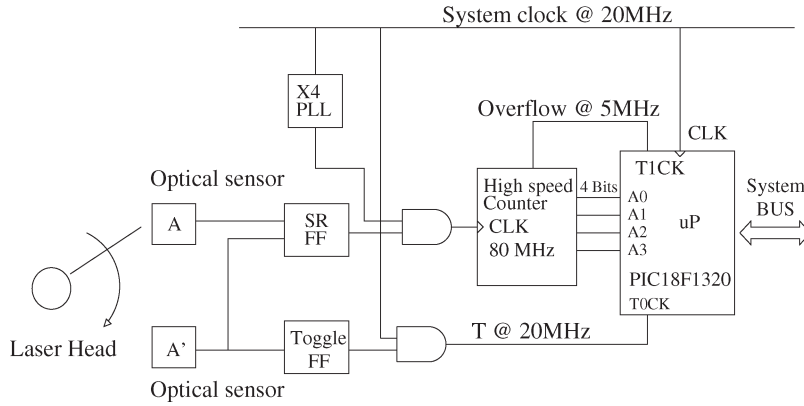 System clock @ 20MHz
X4
PLL
Overflow @ 5MHz
CLK
T1CK
Optical sensor
High speed
Counter
CLK
80 MHz
4 Bits
A0
A1
A2
A3
uP
System
BUS
A
SR
FF
PIC18F1320
T0CK
Laser Head
A'
Toggle
FF
T @ 20MHz
Optical sensor